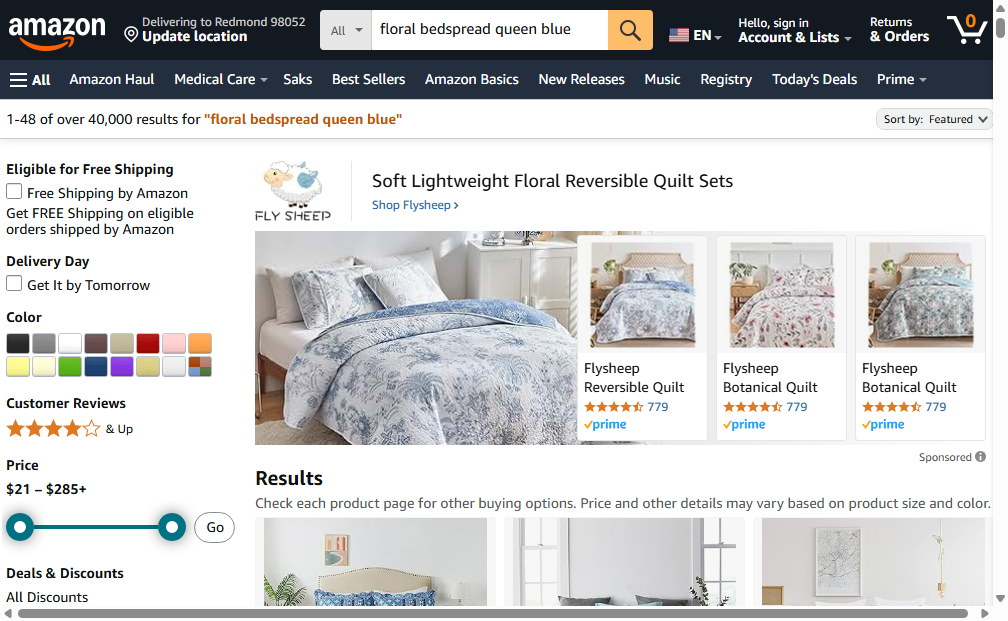 amazon
Delivering to Redmond 98052
Update location
All
floral bedspread queen blue
EN
Hello, sign in
Account & Lists
Returns
& Orders
0
All
Amazon Haul
Medical Care
Saks
Best Sellers
Amazon Basics
New Releases
Music
Registry
Today's Deals
Prime
1-48 of over 40,000 results for "floral bedspread queen blue"
Sort by: Featured
Eligible for Free Shipping
Free Shipping by Amazon
Get FREE Shipping on eligible
orders shipped by Amazon
Delivery Day
Get It by Tomorrow
Color
Customer Reviews
& Up
Price
$21 – $285+
Go
Deals & Discounts
All Discounts
FLY SHEEP
Soft Lightweight Floral Reversible Quilt Sets
Shop Flysheep ›
Flysheep
Reversible Quilt
779
prime
Flysheep
Botanical Quilt
779
prime
Flysheep
Botanical Quilt
779
prime
Sponsored
Results
Check each product page for other buying options. Price and other details may vary based on product size and color.